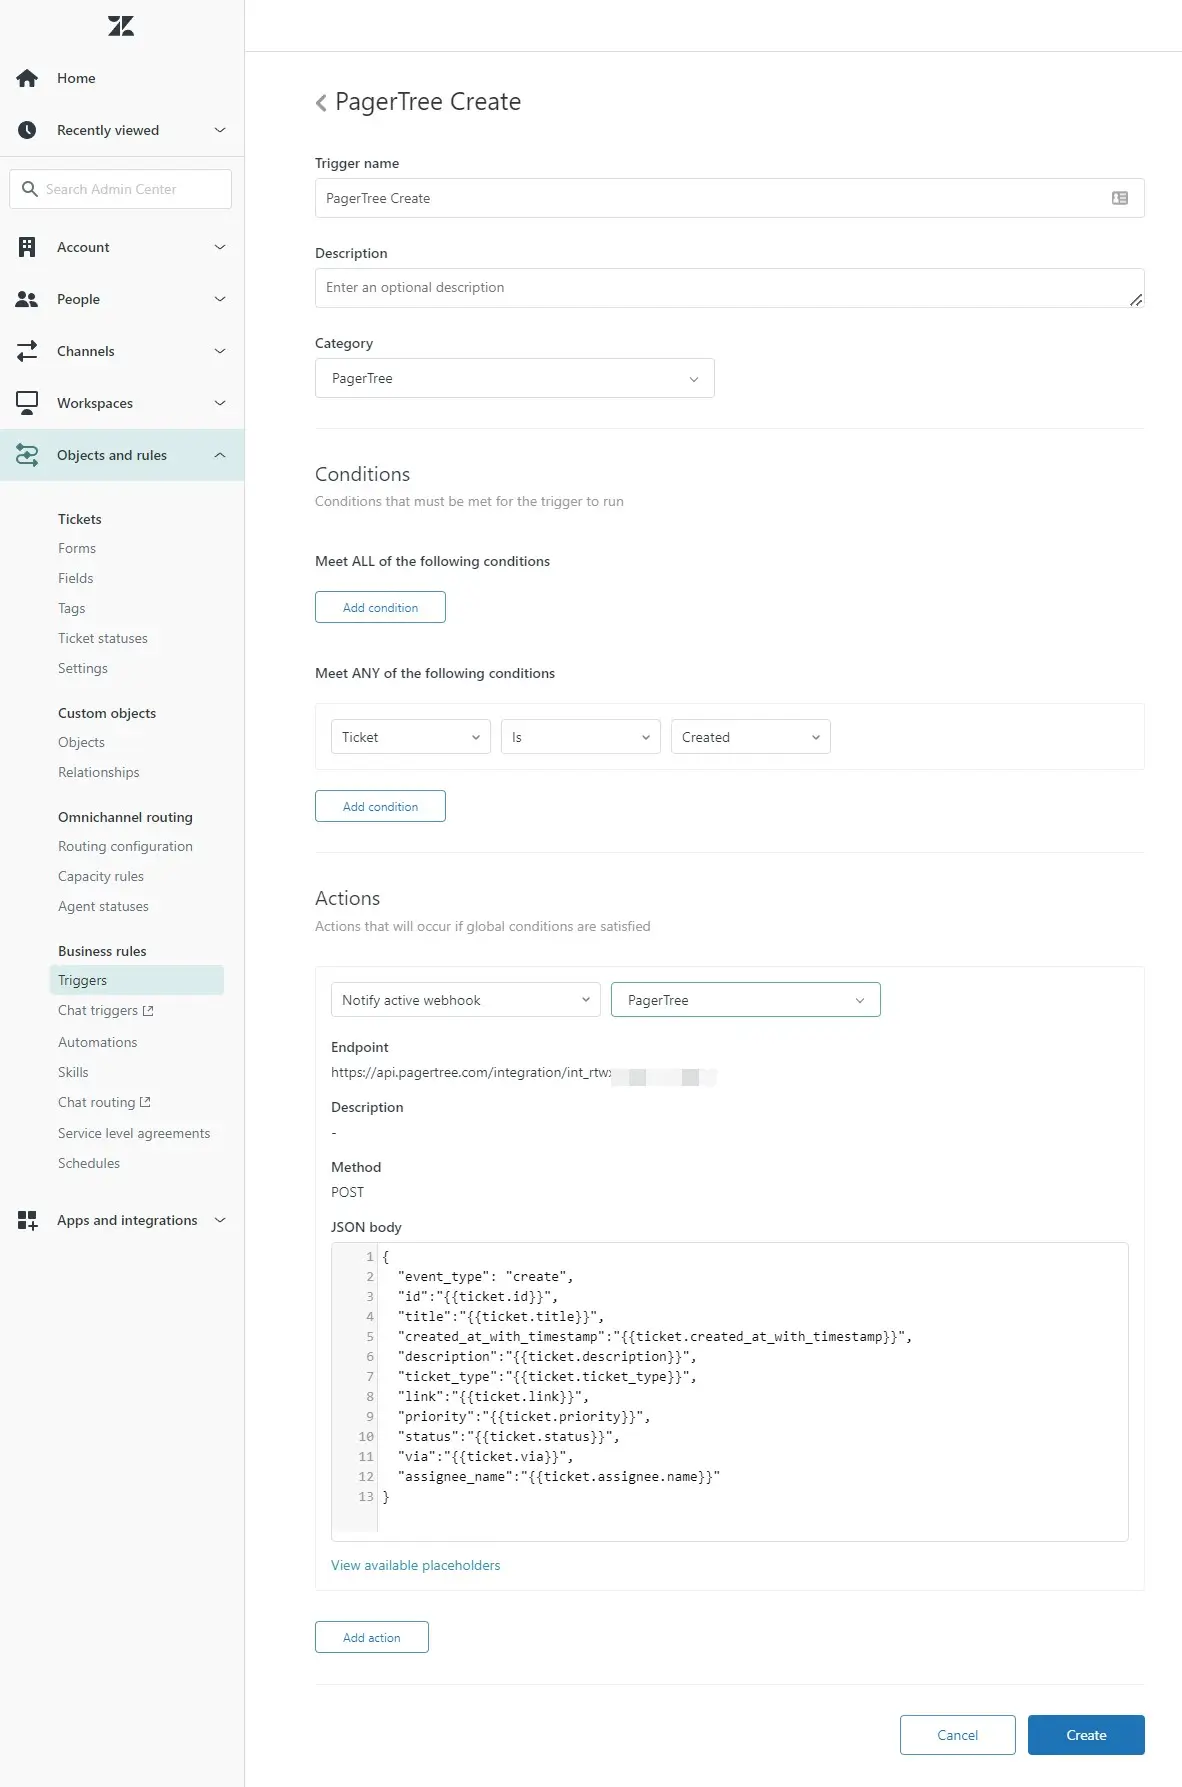 Home
Recently viewed
Search Admin Center
Account
People
Channels
Workspaces
Objects and rules
Tickets
Forms
Fields
Tags
Ticket statuses
Settings
Custom objects
Objects
Relationships
Omnichannel routing
Routing configuration
Capacity rules
Agent statuses
Business rules
Triggers
Chat triggers
Automations
Skills
Chat routing
Service level agreements
Schedules
Apps and integrations
PagerTree Create
Trigger name
PagerTree Create
Description
Enter an optional description
Category
PagerTree
Conditions
Conditions that must be met for the trigger to run
Meet ALL of the following conditions
Add condition
Meet ANY of the following conditions
Ticket Is Created
Add condition
Actions
Actions that will occur if global conditions are satisfied
Notify active webhook PagerTree
Endpoint
https://api.pagertree.com/integration/int_rtwx
Description
-
Method
POST
JSON body
1 {
2 "event_type": "create",
3 "id":"{{ticket.id}}",
4 "title":"{{ticket.title}}",
5 "created_at_with_timestamp":"{{ticket.created_at_with_timestamp}}",
6 "description":"{{ticket.description}}",
7 "ticket_type":"{{ticket.ticket_type}}",
8 "link":"{{ticket.link}}",
9 "priority":"{{ticket.priority}}",
10 "status":"{{ticket.status}}",
11 "via":"{{ticket.via}}",
12 "assignee_name":"{{ticket.assignee.name}}"
13 }
View available placeholders
Add action
Cancel Create